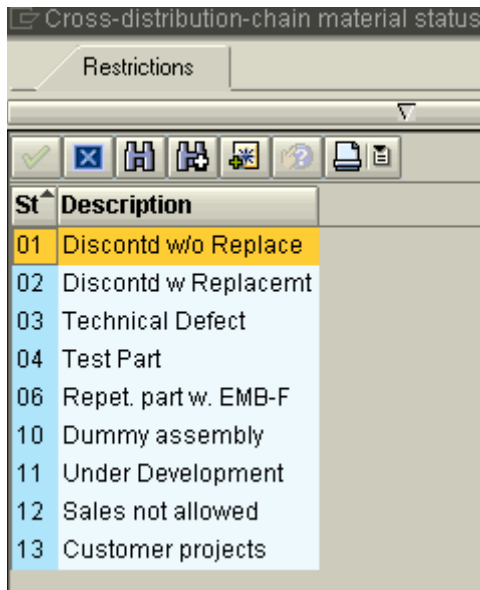 Cross-distribution-chain material status
Restrictions
St Description
01 Discontd w/o Replace
02 Discontd w Replacemt
03 Technical Defect
04 Test Part
06 Repet. part w. EMB-F
10 Dummy assembly
11 Under Development
12 Sales not allowed
13 Customer projects